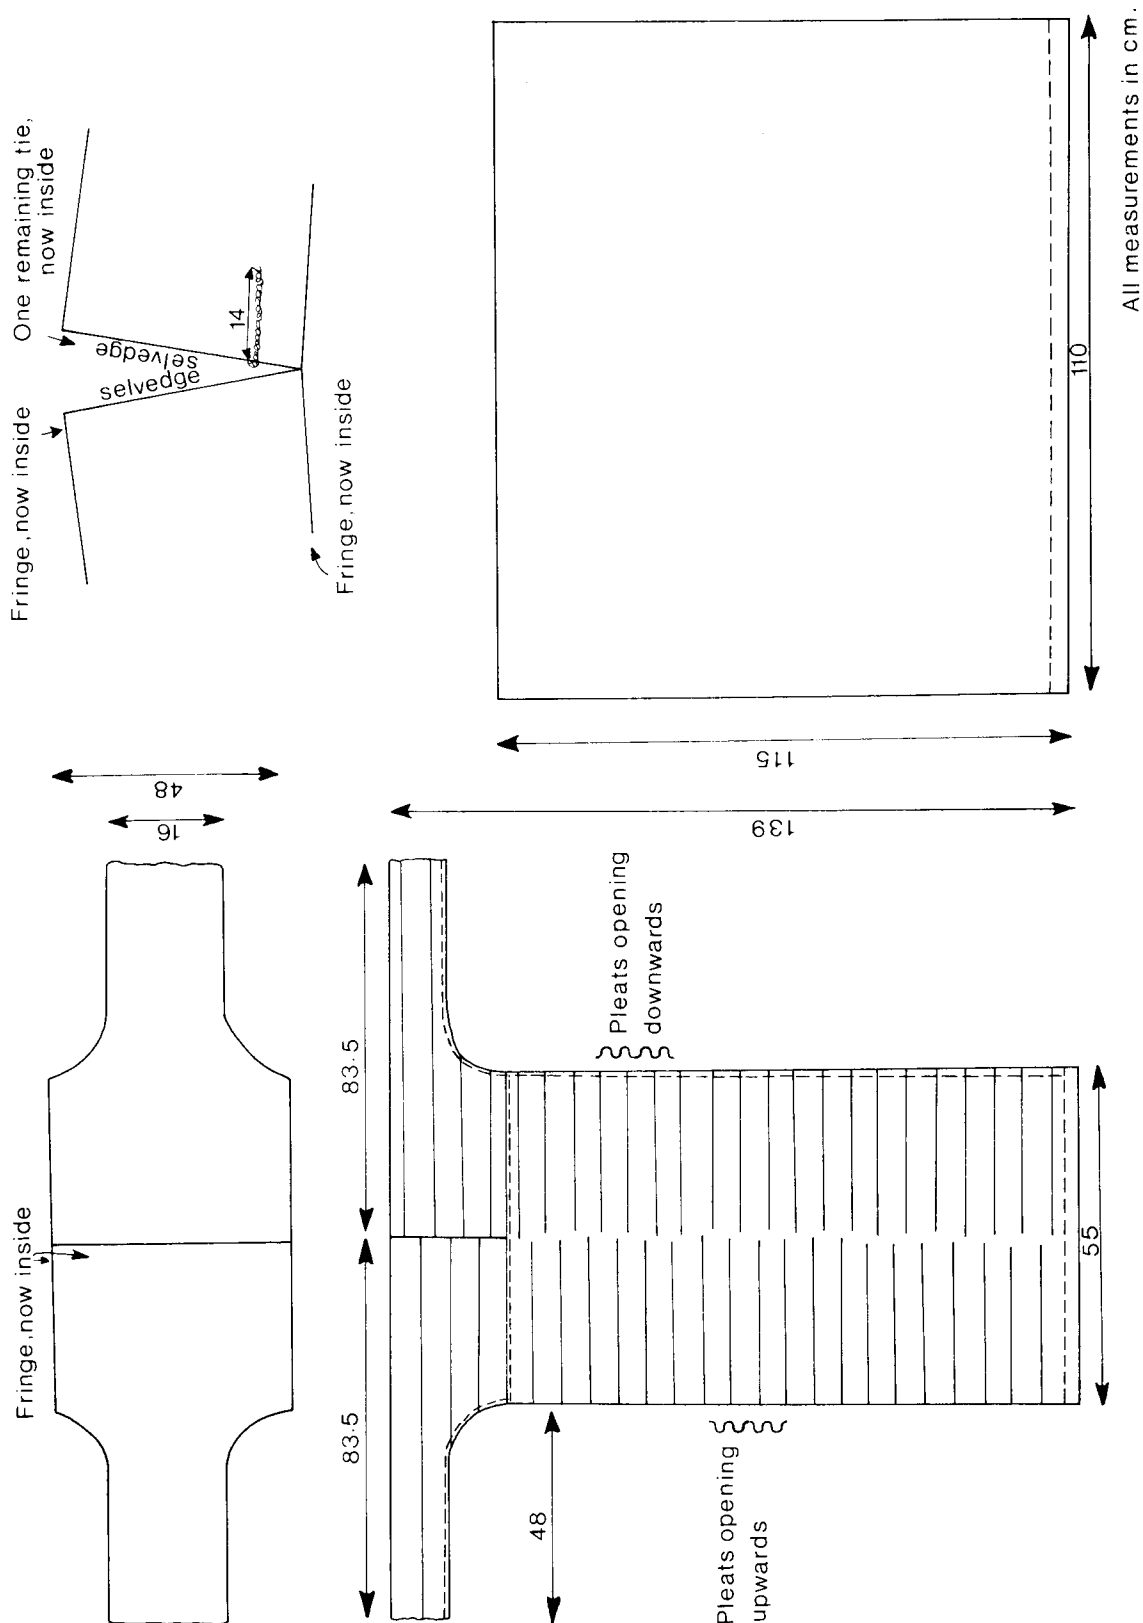 Fringe, now inside
One remaining tie,
now inside
selvedge
selvedge
14
Fringe, now inside
110
115
All measurements in cm.
Fringe, now inside
48
16
83·5
83·5
139
48
Pleats opening
downwards
Pleats opening
upwards
55